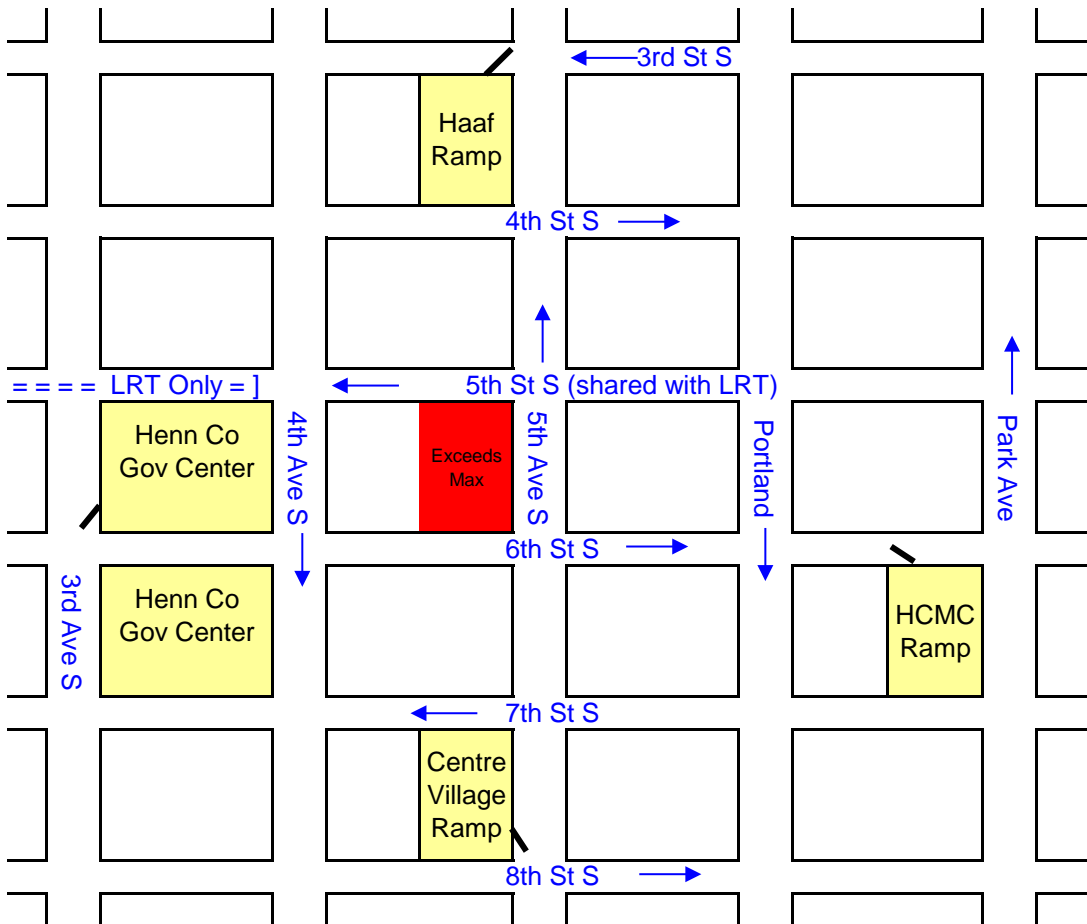 3rd St S
Haaf
Ramp
4th St S
= = = = LRT Only = ]
5th St S (shared with LRT)
Henn Co
Gov Center
4th Ave S
Exceeds
Max
5th Ave S
Portland
Park Ave
6th St S
3rd Ave S
Henn Co
Gov Center
HCMC
Ramp
7th St S
Centre
Village
Ramp
8th St S